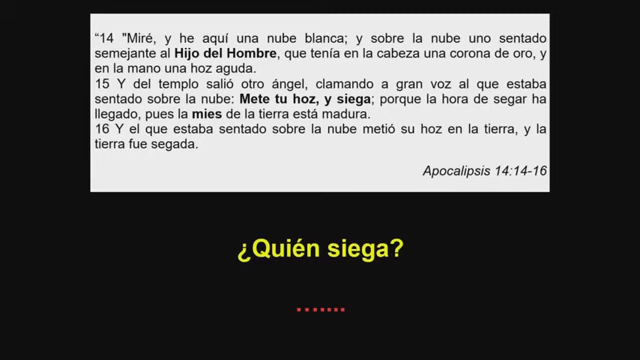 “14 "Miré, y he aquí una nube blanca; y sobre la nube uno sentado
semejante al Hijo del Hombre, que tenía en la cabeza una corona de oro, y
en la mano una hoz aguda.
15 Y del templo salió otro ángel, clamando a gran voz al que estaba
sentado sobre la nube: Mete tu hoz, y siega; porque la hora de segar ha
llegado, pues la mies de la tierra está madura.
16 Y el que estaba sentado sobre la nube metió su hoz en la tierra, y la
tierra fue segada.
Apocalipsis 14:14-16
¿Quién siega?
…....